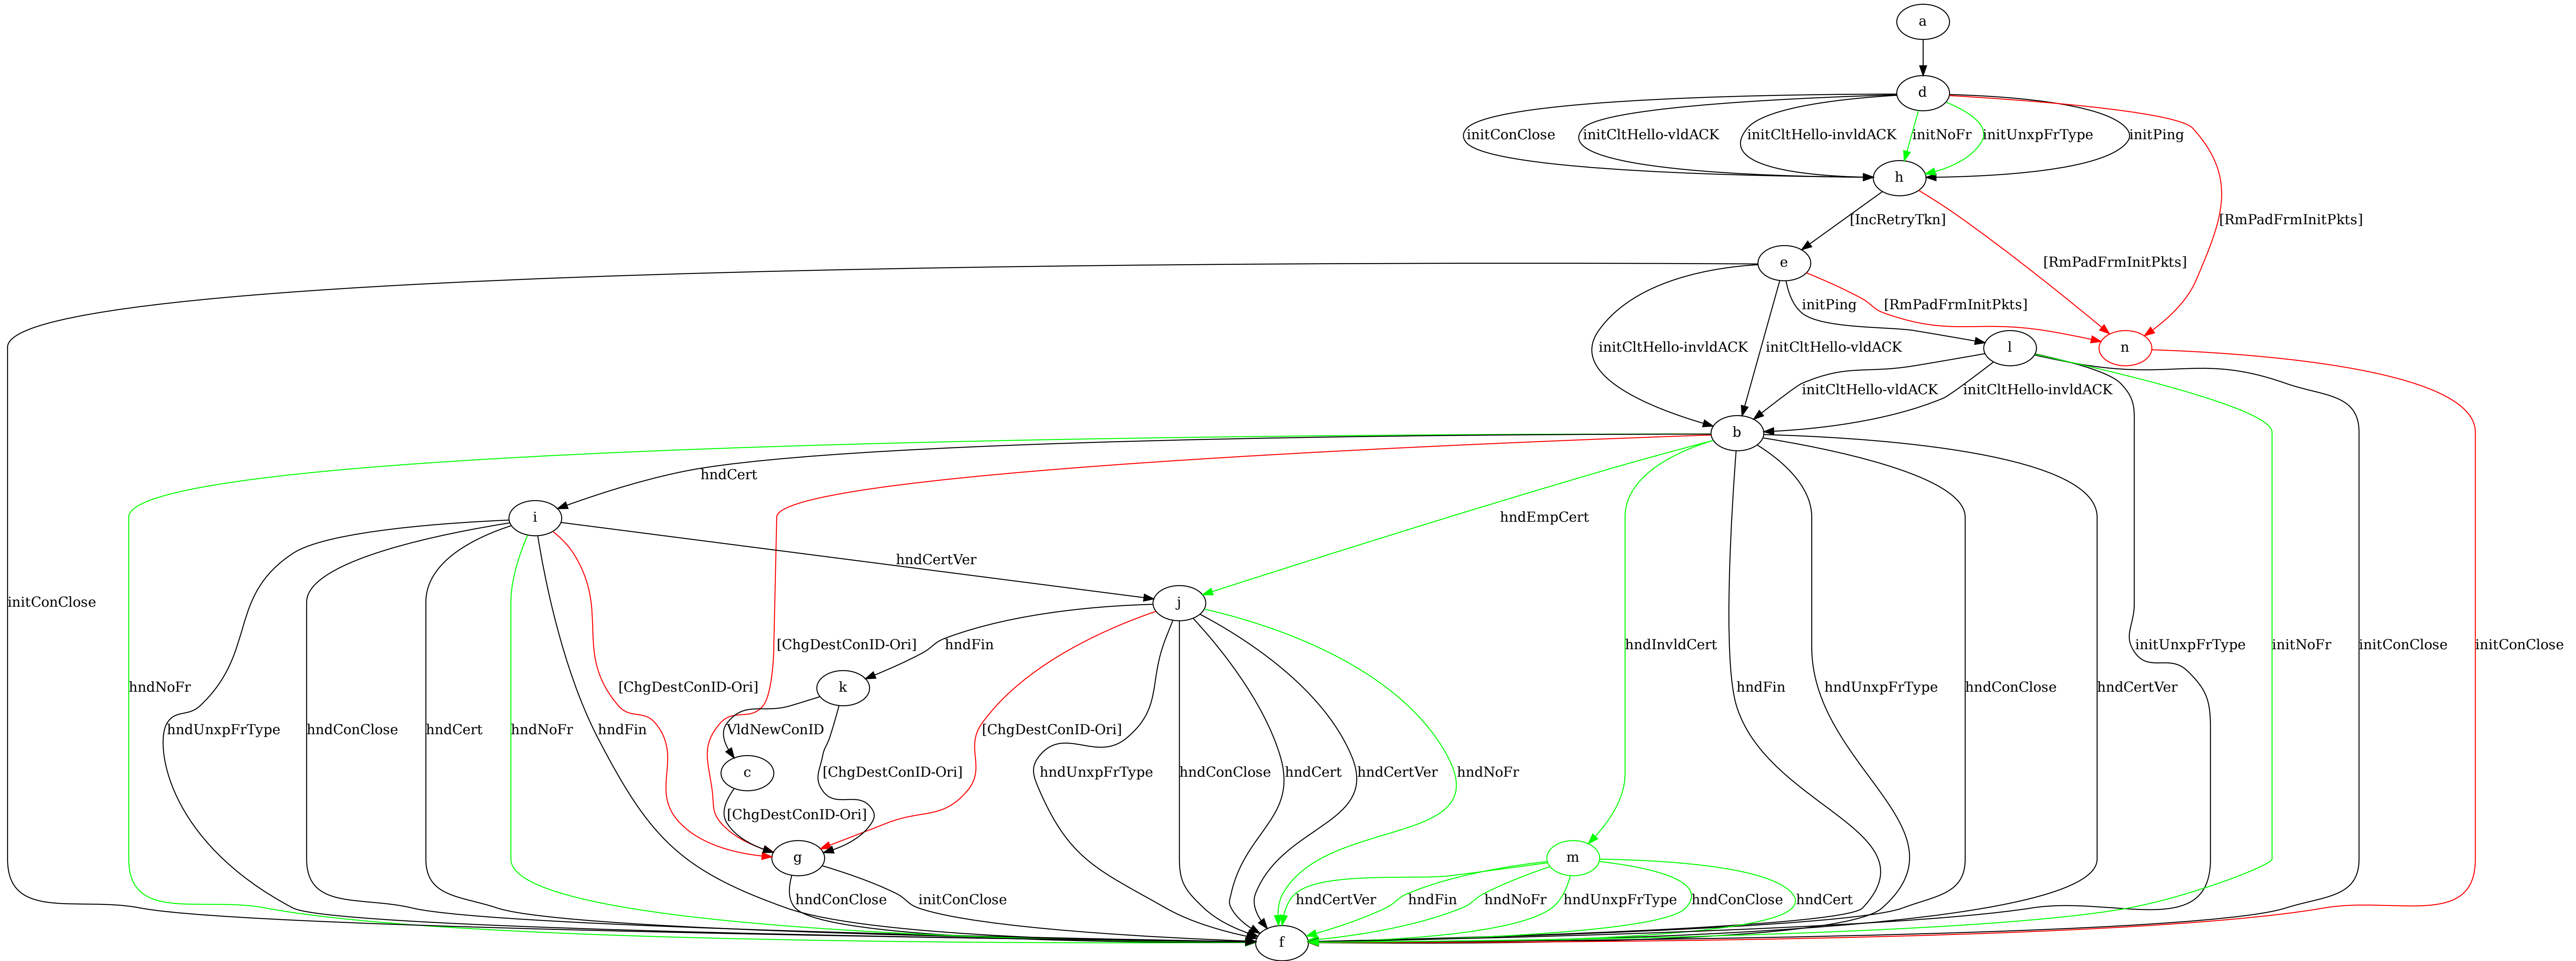 a
d
initConClose
initCltHello-vldACK
initCltHello-invldACK
initNoFr
initUnxpFrType
initPing
h
[IncRetryTkn]
[RmPadFrmInitPkts]
e
[RmPadFrmInitPkts]
initPing
[RmPadFrmInitPkts]
initCltHello-invldACK
initCltHello-vldACK
l
n
initCltHello-vldACK
initCltHello-invldACK
b
hndCert
i
hndEmpCert
hndCertVer
initConClose
j
[ChgDestConID-Ori]
hndFin
hndInvldCert
initUnxpFrType
initNoFr
initConClose
initConClose
hndNoFr
[ChgDestConID-Ori]
k
hndFin
hndUnxpFrType
hndConClose
hndCertVer
hndUnxpFrType
hndConClose
hndCert
hndNoFr
hndFin
VldNewConID
[ChgDestConID-Ori]
c
[ChgDestConID-Ori]
hndUnxpFrType
hndConClose
hndCert
hndCertVer
hndNoFr
[ChgDestConID-Ori]
g
m
hndConClose
initConClose
hndCertVer
hndFin
hndNoFr
hndUnxpFrType
hndConClose
hndCert
f